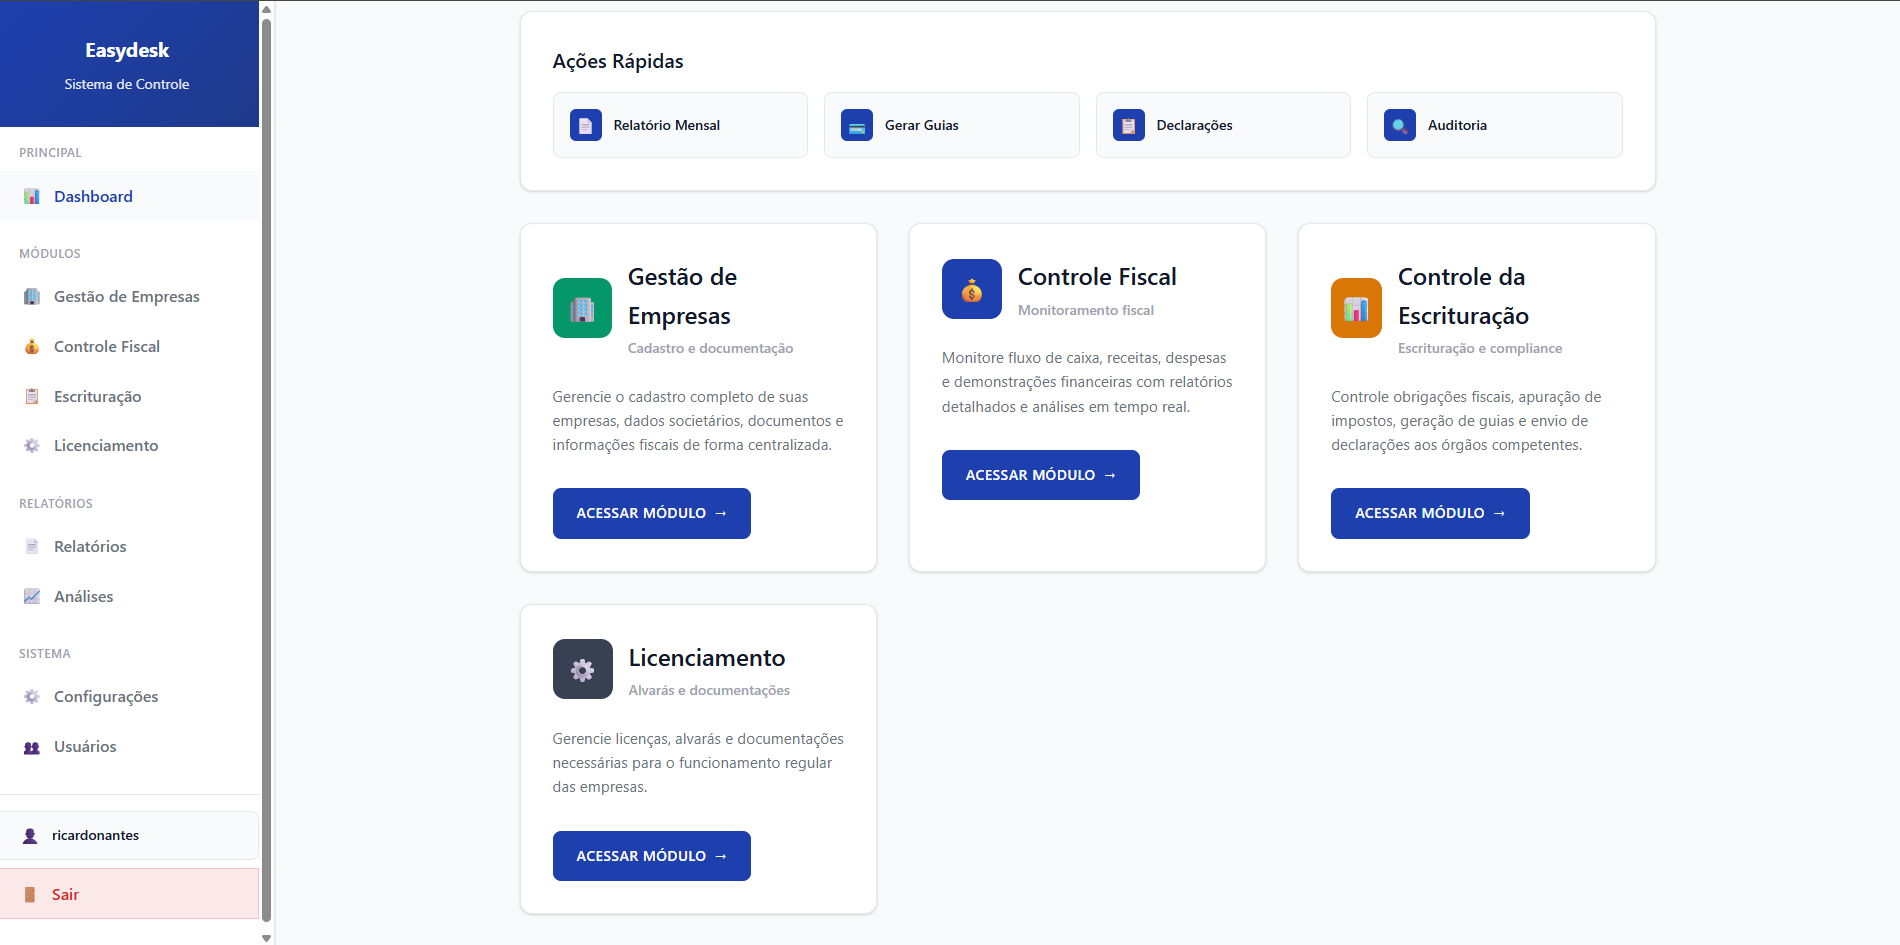 Easydesk
Sistema de Controle
PRINCIPAL
Dashboard
MÓDULOS
Gestão de Empresas
Controle Fiscal
Escrituração
Licenciamento
RELATÓRIOS
Relatórios
Análises
SISTEMA
Configurações
Usuários
ricardonantes
Sair
Ações Rápidas
Relatório Mensal
Gerar Guias
Declarações
Auditoria
Gestão de
Empresas
Cadastro e documentação
Gerencie o cadastro completo de suas
empresas, dados societários, documentos e
informações fiscais de forma centralizada.
ACESSAR MÓDULO →
Controle Fiscal
Monitoramento fiscal
Monitore fluxo de caixa, receitas, despesas
e demonstrações financeiras com relatórios
detalhados e análises em tempo real.
ACESSAR MÓDULO →
Controle da
Escrituração
Escrituração e compliance
Controle obrigações fiscais, apuração de
impostos, geração de guias e envio de
declarações aos órgãos competentes.
ACESSAR MÓDULO →
Licenciamento
Alvarás e documentações
Gerencie licenças, alvarás e documentações
necessárias para o funcionamento regular
das empresas.
ACESSAR MÓDULO →